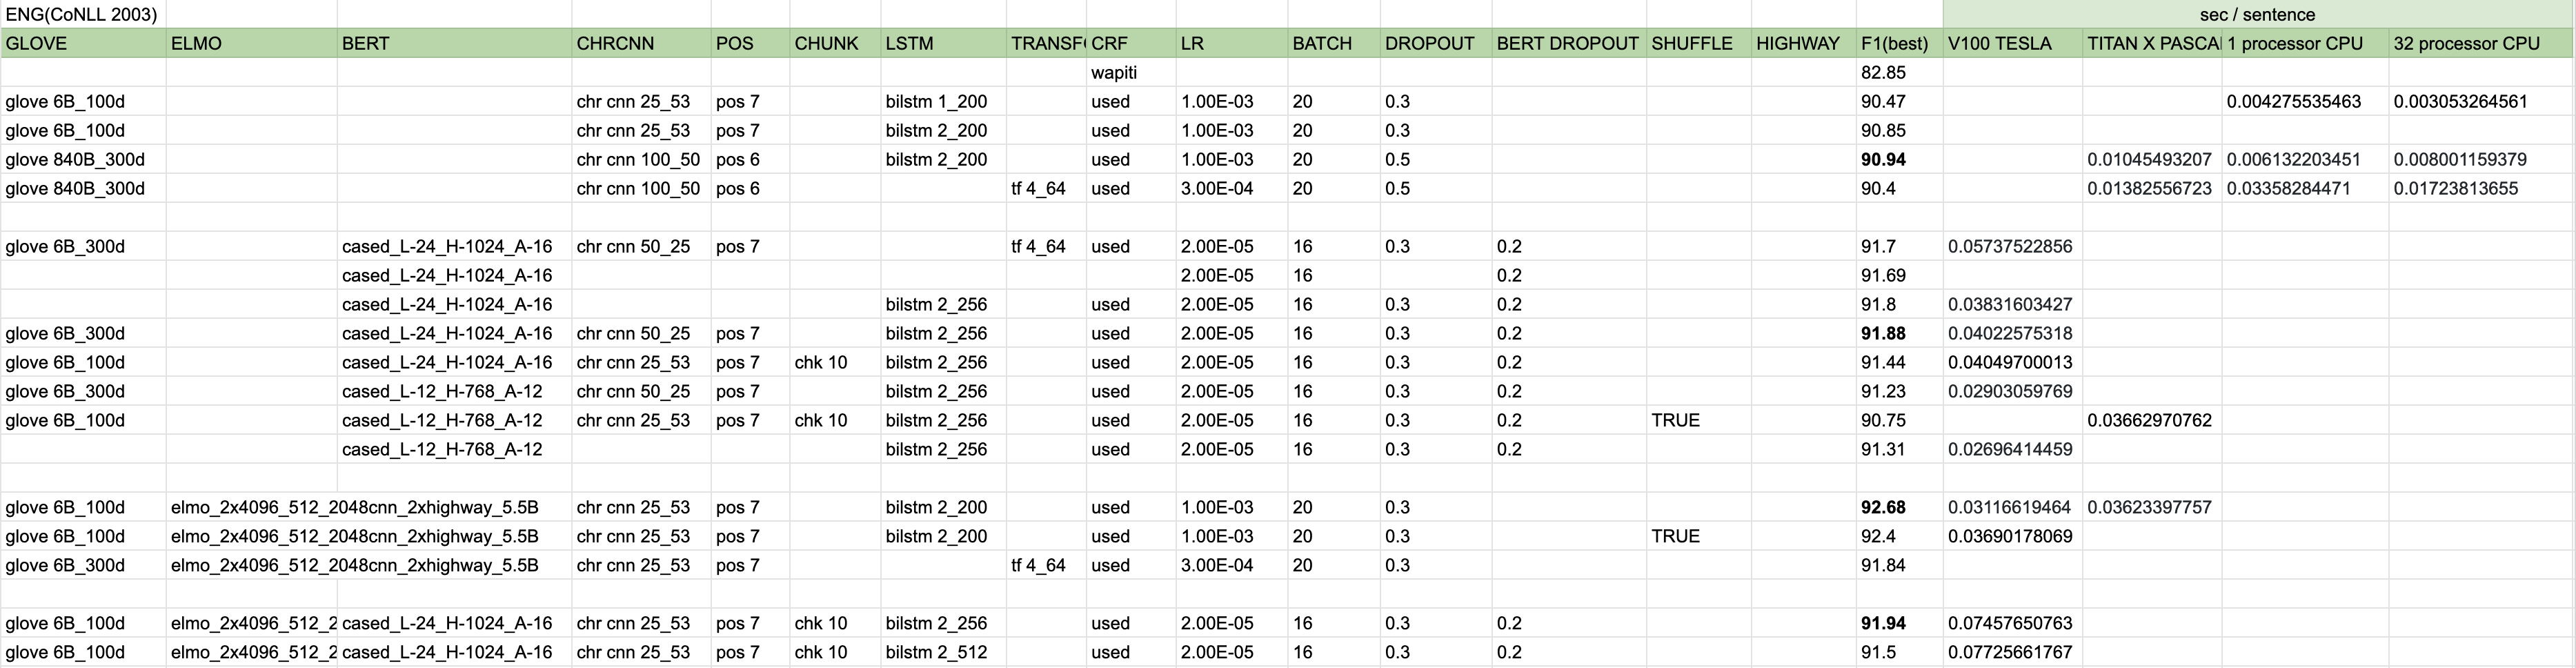 ENG(CoNLL 2003) sec / sentence
GLOVE ELMO BERT CHRCNN POS CHUNK LSTM TRANSF CRF LR BATCH DROPOUT BERT DROPOUT SHUFFLE HIGHWAY F1(best) V100 TESLA TITAN X PASCAL 1 processor CPU 32 processor CPU
wapiti 82.85
glove 6B_100d chr cnn 25_53 pos 7 bilstm 1_200 used 1.00E-03 20 0.3 90.47 0.004275535463 0.003053264561
glove 6B_100d chr cnn 25_53 pos 7 bilstm 2_200 used 1.00E-03 20 0.3 90.85
glove 840B_300d chr cnn 100_50 pos 6 bilstm 2_200 used 1.00E-03 20 0.5 90.94 0.01045493207 0.006132203451 0.008001159379
glove 840B_300d chr cnn 100_50 pos 6 tf 4_64 used 3.00E-04 20 0.5 90.4 0.01382556723 0.03358284471 0.01723813655
glove 6B_300d cased_L-24_H-1024_A-16 chr cnn 50_25 pos 7 tf 4_64 used 2.00E-05 16 0.3 0.2 91.7 0.05737522856
cased_L-24_H-1024_A-16 2.00E-05 16 0.2 91.69
cased_L-24_H-1024_A-16 bilstm 2_256 used 2.00E-05 16 0.3 0.2 91.8 0.03831603427
glove 6B_300d cased_L-24_H-1024_A-16 chr cnn 50_25 pos 7 bilstm 2_256 used 2.00E-05 16 0.3 0.2 91.88 0.04022575318
glove 6B_100d cased_L-24_H-1024_A-16 chr cnn 25_53 pos 7 chk 10 bilstm 2_256 used 2.00E-05 16 0.3 0.2 91.44 0.04049700013
glove 6B_300d cased_L-12_H-768_A-12 chr cnn 50_25 pos 7 bilstm 2_256 used 2.00E-05 16 0.3 0.2 91.23 0.02903059769
glove 6B_100d cased_L-12_H-768_A-12 chr cnn 25_53 pos 7 chk 10 bilstm 2_256 used 2.00E-05 16 0.3 0.2 TRUE 90.75 0.03662970762
cased_L-12_H-768_A-12 bilstm 2_256 used 2.00E-05 16 0.3 0.2 91.31 0.02696414459
glove 6B_100d elmo_2x4096_512_2048cnn_2xhighway_5.5B chr cnn 25_53 pos 7 bilstm 2_200 used 1.00E-03 20 0.3 92.68 0.03116619464 0.03623397757
glove 6B_100d elmo_2x4096_512_2048cnn_2xhighway_5.5B chr cnn 25_53 pos 7 bilstm 2_200 used 1.00E-03 20 0.3 TRUE 92.4 0.03690178069
glove 6B_300d elmo_2x4096_512_2048cnn_2xhighway_5.5B chr cnn 25_53 pos 7 tf 4_64 used 3.00E-04 20 0.3 91.84
glove 6B_100d elmo_2x4096_512_2 cased_L-24_H-1024_A-16 chr cnn 25_53 pos 7 chk 10 bilstm 2_256 used 2.00E-05 16 0.3 0.2 91.94 0.07457650763
glove 6B_100d elmo_2x4096_512_2 cased_L-24_H-1024_A-16 chr cnn 25_53 pos 7 chk 10 bilstm 2_512 used 2.00E-05 16 0.3 0.2 91.5 0.07725661767